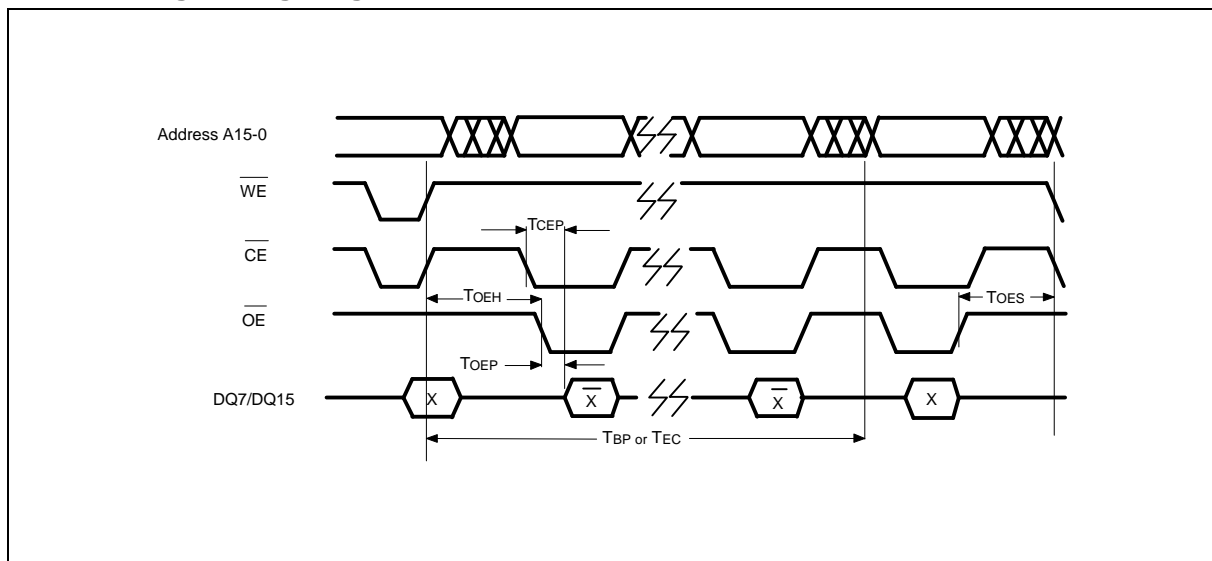 Address A15-0
WE
TCEP
CE
TOEH
TOES
OE
TOEP
DQ7/DQ15
X
X
X
X
TBP or TEC